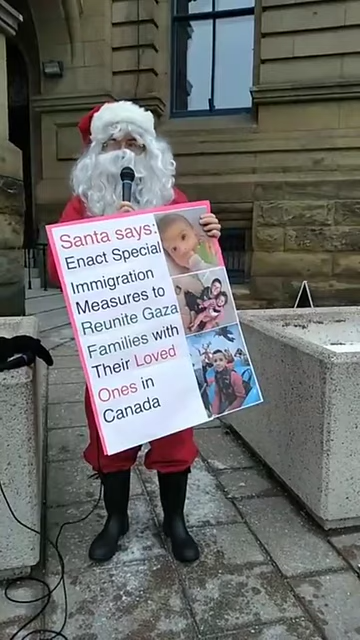 Santa says:
Enact Special
Immigration
Measures to
Reunite Gaza
Families with
Their Loved
Ones in
Canada